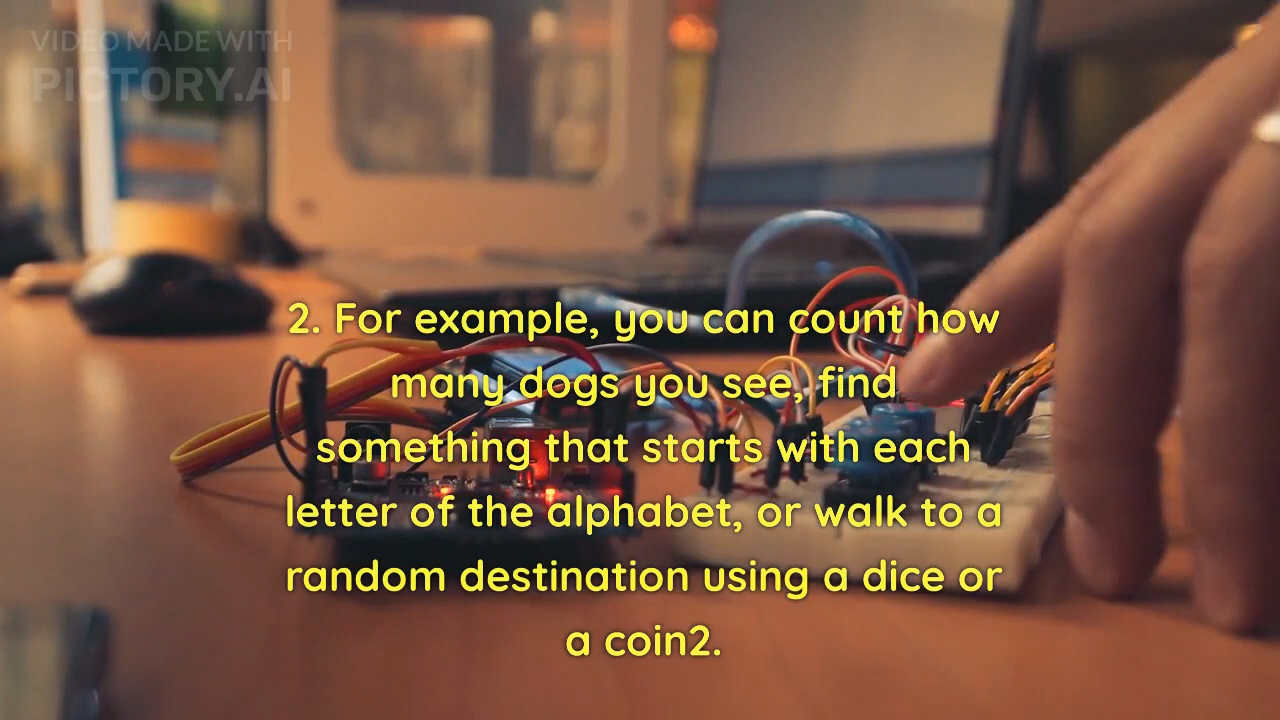 VIDEO MADE WITH
PICTORY.AI
2. For example, you can count how
many dogs you see, find
something that starts with each
letter of the alphabet, or walk to a
random destination using a dice or
a coin2.